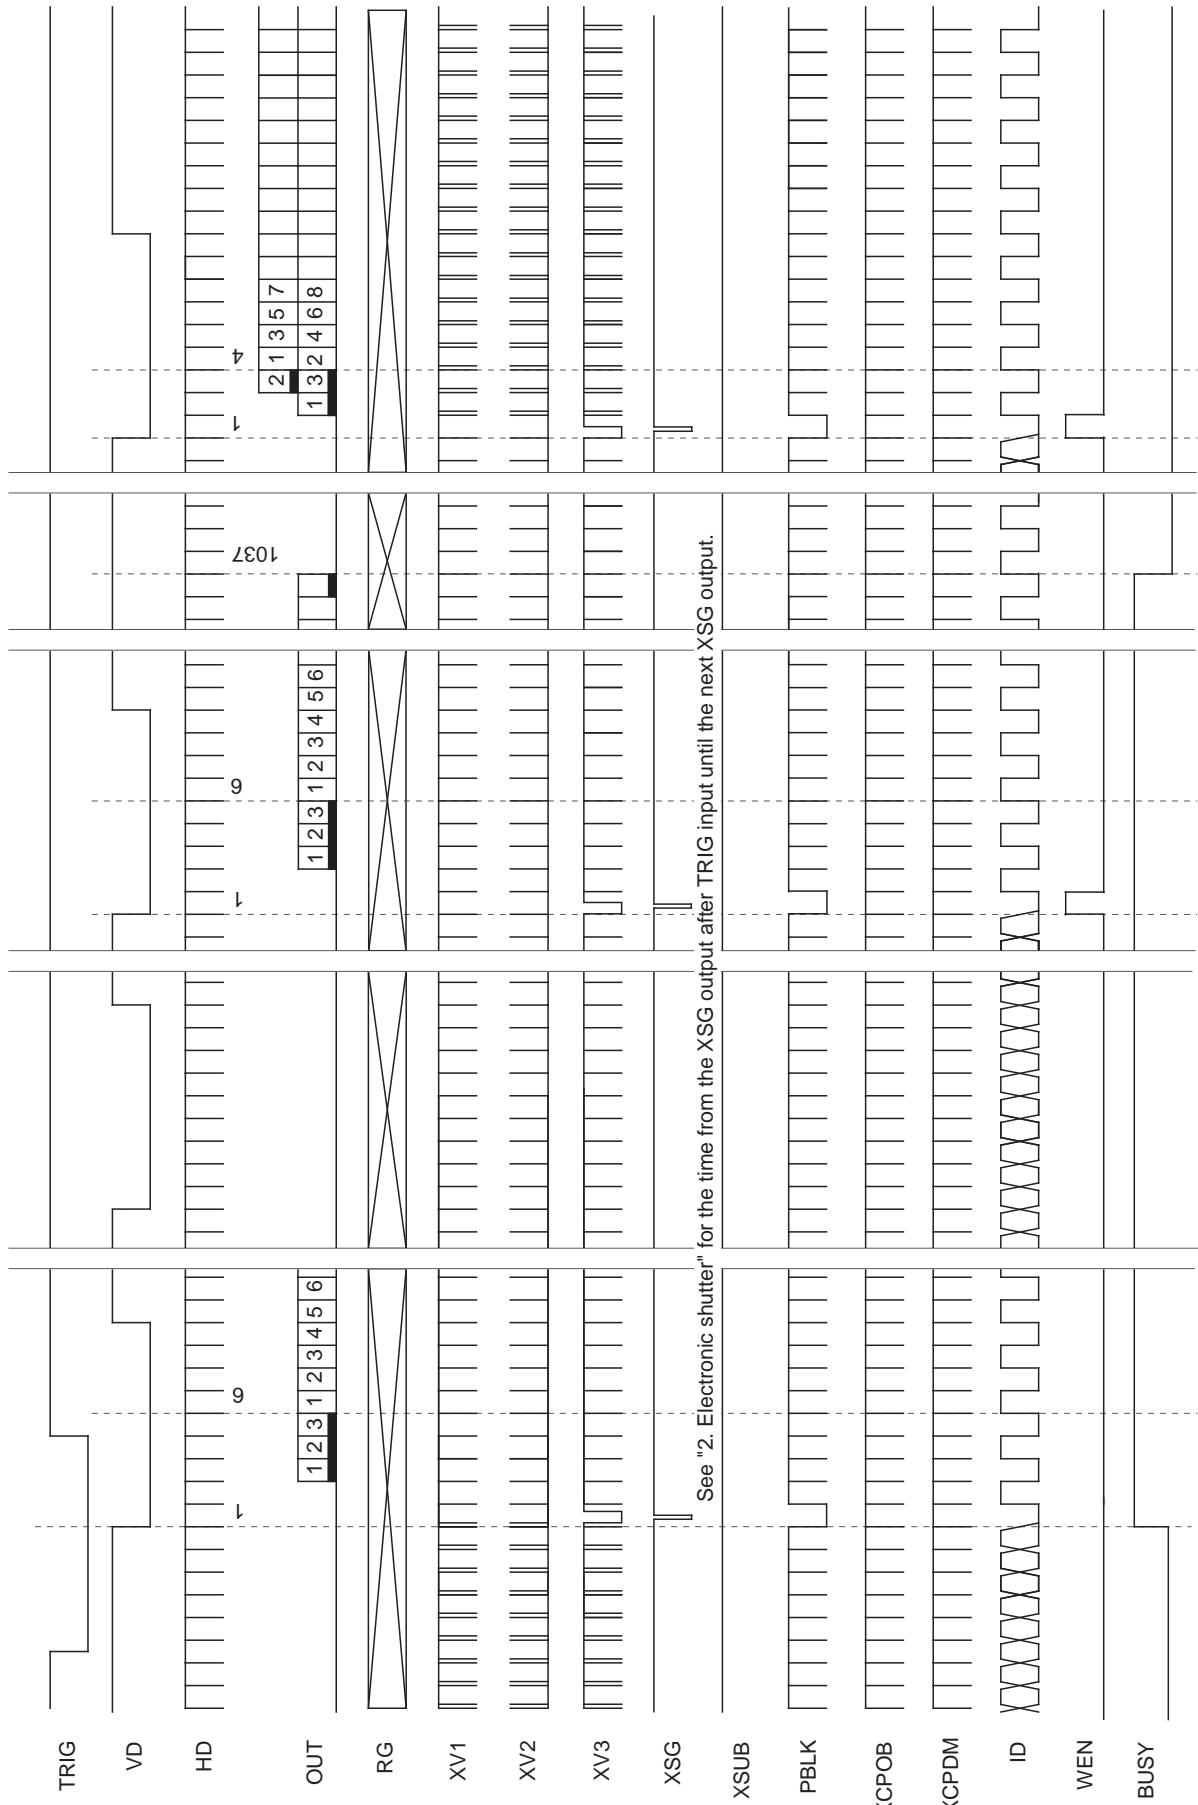 TRIG
VD
HD
1 6 1 6 1037 1 4
2 1 3 5 7
OUT 1 2 3 1 2 3 4 5 6 1 2 3 1 2 3 4 5 6 1 3 2 4 6 8
RG
XV1
XV2
XV3
XSG
See "2. Electronic shutter" for the time from the XSG output after TRIG input until the next XSG output.
XSUB
PBLK
XCPOB
XCPDM
ID
WEN
BUSY